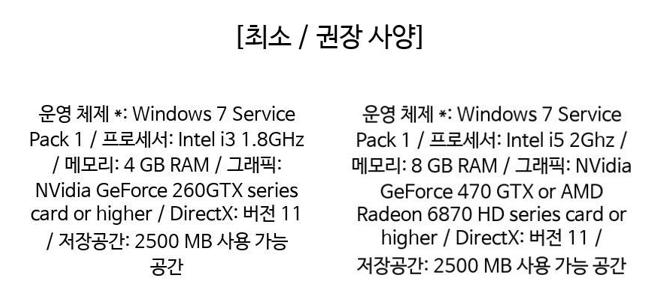 [최소 / 권장 사양]
운영 체제 *: Windows 7 Service
Pack 1 / 프로세서: Intel i3 1.8GHz
/ 메모리: 4 GB RAM / 그래픽:
NVidia GeForce 260GTX series
card or higher / DirectX: 버전 11
/ 저장공간: 2500 MB 사용 가능
공간
운영 체제 *: Windows 7 Service
Pack 1 / 프로세서: Intel i5 2Ghz /
메모리: 8 GB RAM / 그래픽: NVidia
GeForce 470 GTX or AMD
Radeon 6870 HD series card or
higher / DirectX: 버전 11 /
저장공간: 2500 MB 사용 가능 공간